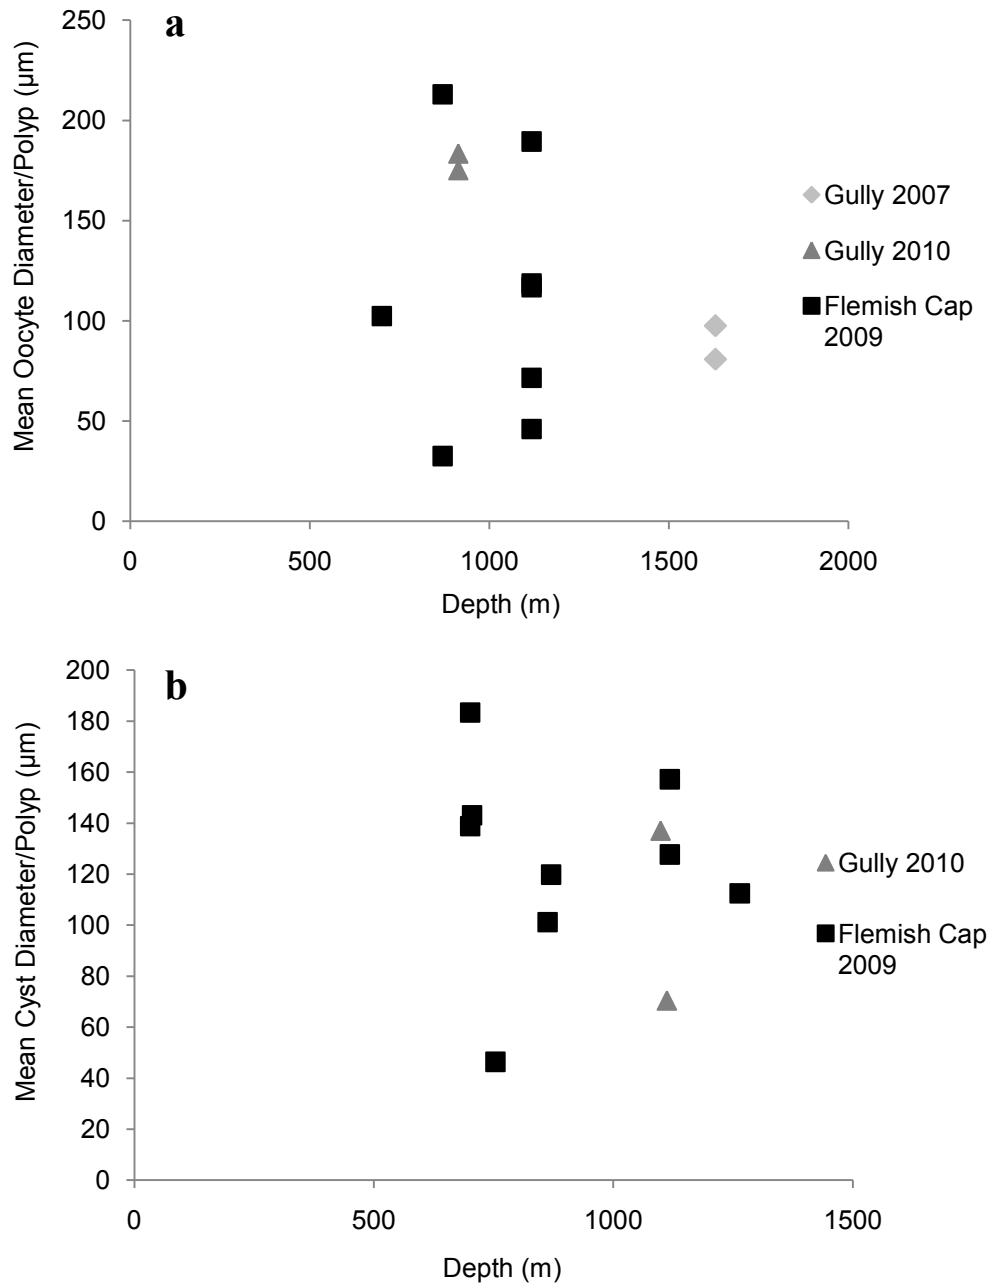 a
250
200
150
100
50
0
Mean Oocyte Diameter/Polyp (µm)
0 500 1000 1500 2000
Depth (m)
Gully 2007
Gully 2010
Flemish Cap
2009
b
200
180
160
140
120
100
80
60
40
20
0
Mean Cyst Diameter/Polyp (µm)
0 500 1000 1500
Depth (m)
Gully 2010
Flemish Cap
2009